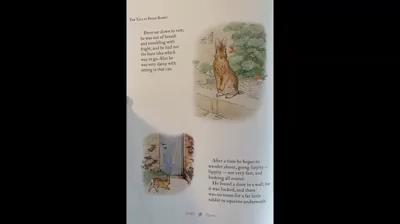 THE TALE OF PETER RABBIT
Peter sat down to rest;
he was out of breath
and trembling with
fright, and he had not
the least idea which
way to go. Also he
was very damp with
sitting in that can.
After a time he began to
wander about, going lippity—
lippity — not very fast, and
looking all round.
He found a door in a wall; but
it was locked, and there
was no room for a fat little
rabbit to squeeze underneath.